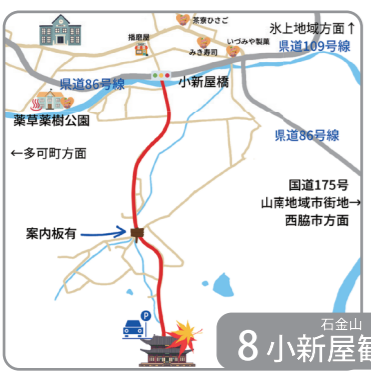 茶寮ひさご
氷上地域方面↑
播磨屋
みき寿司
いづみや製菓
県道109号線
県道86号線
小新屋橋
薬草薬樹公園
県道86号線
←多可町方面
国道175号
山南地域市街地→
西脇市方面
案内板有
P
石金山
8 小新屋観